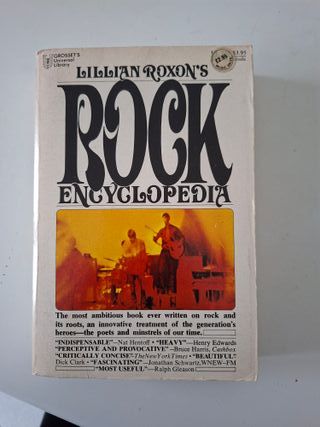 GROSSET'S
Universal
Library
LILLIAN ROXON'S
ROCK
ENCYCLOPEDIA
The most ambitious book ever written on rock and
its roots, an innovative treatment of the generation's
heroes—the poets and minstrels of our time.
"INDISPENSABLE"—Nat Hentoff • "HEAVY"—Henry Edwards
"PERCEPTIVE AND PROVOCATIVE"—Bruce Harris, Cashbox
"CRITICALLY CONCISE"—The New York Times • "BEAUTIFUL"
Dick Clark • "FASCINATING"—Jonathan Schwartz, WNEW–FM
"MOST USEFUL"—Ralph Gleason